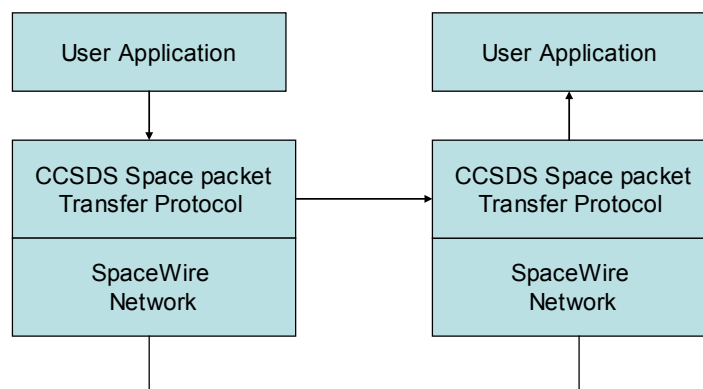 User Application
User Application
CCSDS Space packet
Transfer Protocol
CCSDS Space packet
Transfer Protocol
SpaceWire
Network
SpaceWire
Network